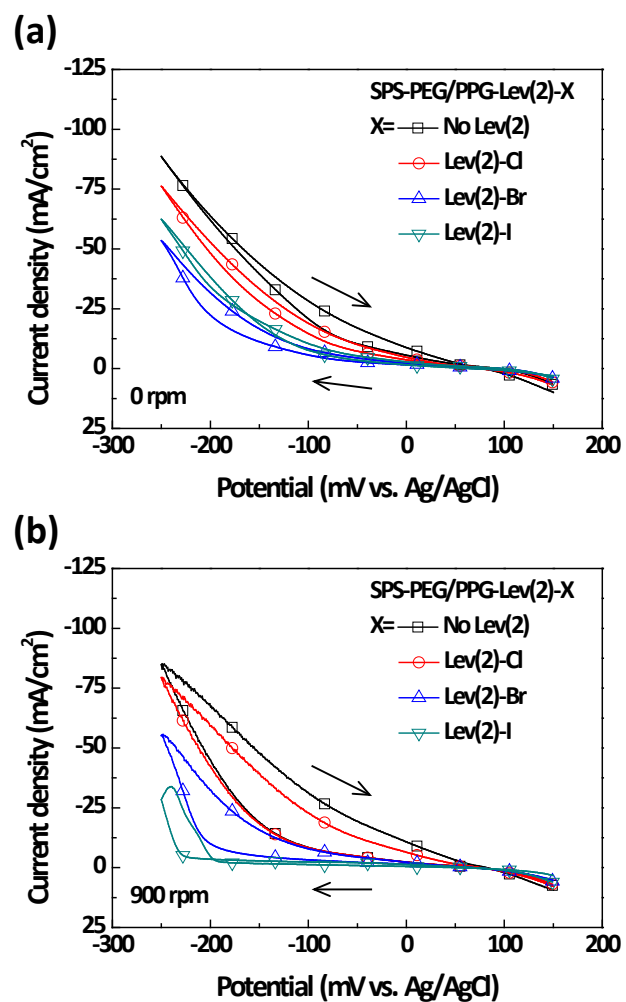 (a)
-125
-100
-75
-50
-25
0
25
-300 -200 -100 0 100 200
Current density (mA/cm²)
Potential (mV vs. Ag/AgCl)
SPS-PEG/PPG-Lev(2)-X
X= No Lev(2)
Lev(2)-Cl
Lev(2)-Br
Lev(2)-I
0 rpm
(b)
-125
-100
-75
-50
-25
0
25
-300 -200 -100 0 100 200
Current density (mA/cm²)
Potential (mV vs. Ag/AgCl)
SPS-PEG/PPG-Lev(2)-X
X= No Lev(2)
Lev(2)-Cl
Lev(2)-Br
Lev(2)-I
900 rpm